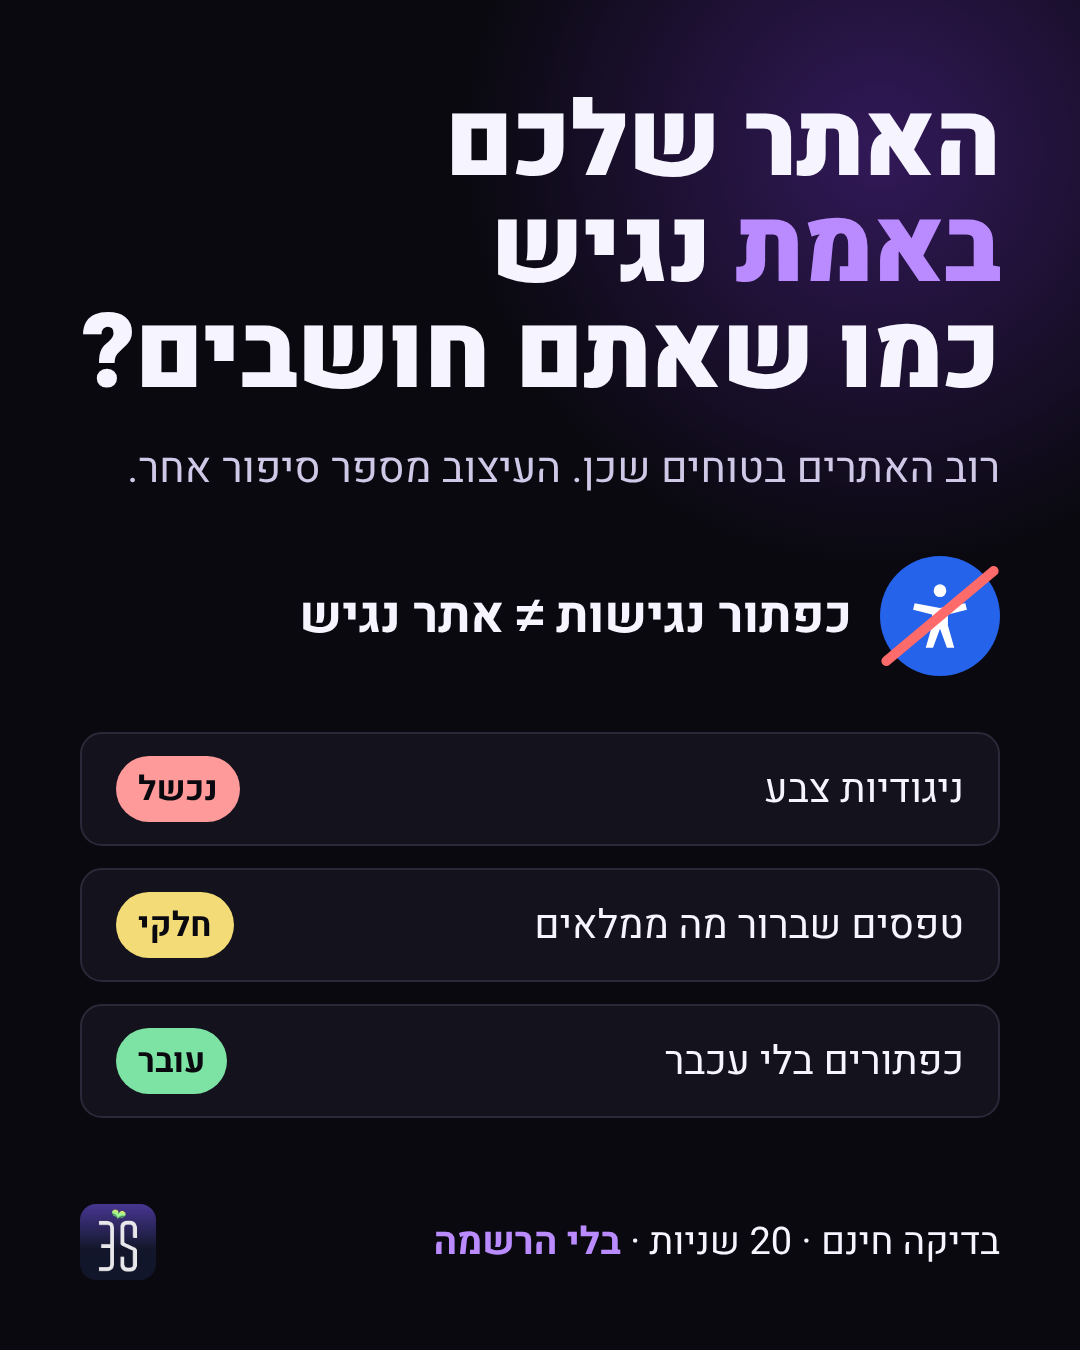 האתר שלכם
באמת נגיש
כמו שאתם חושבים?
רוב האתרים בטוחים שכן. העיצוב מספר סיפור אחר.
כפתור נגישות ≠ אתר נגיש
ניגודיות צבע
נכשל
טפסים שברור מה ממלאים
חלקי
כפתורים בלי עכבר
עובר
בדיקה חינם · 20 שניות · בלי הרשמה
3S